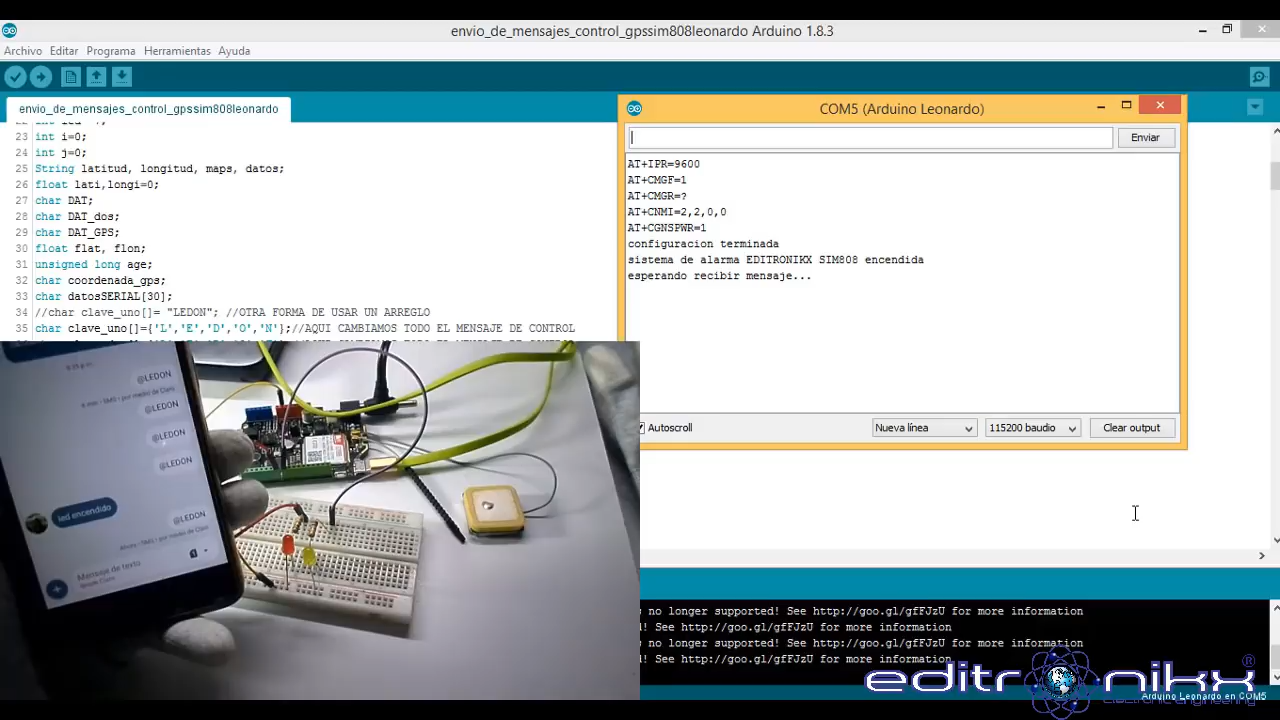 envio_de_mensajes_control_gpssim808leonardo Arduino 1.8.3
Archivo Editar Programa Herramientas Ayuda
envio_de_mensajes_control_gpssim808leonardo
23 int i=0;
24 int j=0;
25 String latitud, longitud, maps, datos;
26 float lati,longi=0;
27 char DAT;
28 char DAT_dos;
29 char DAT_GPS;
30 float flat, flon;
31 unsigned long age;
32 char coordenada_gps;
33 char datosSERIAL[30];
34 //char clave_uno[]= "LEDON"; //OTRA FORMA DE USAR UN ARREGLO
35 char clave_uno[]={'L','E','D','O','N'};//AQUI CAMBIAMOS TODO EL MENSAJE DE CONTROL
COM5 (Arduino Leonardo)
Enviar
AT+IPR=9600
AT+CMGF=1
AT+CMGR=?
AT+CNMI=2,2,0,0
AT+CGNSPWR=1
configuracion terminada
sistema de alarma EDITRONIKX SIM808 encendida
esperando recibir mensaje...
Autoscroll
Nueva línea
115200 baudio
Clear output
@LEDON
@LEDON
@LEDON
@LEDON
led encendido
@LEDON
Mensaje de texto
no longer supported! See http://goo.gl/gfFJzU for more information
! See http://goo.gl/gfFJzU for more information
no longer supported! See http://goo.gl/gfFJzU for more information
! See http://goo.gl/gfFJzU for more information
editronikx
®
electronic engineering
Arduino Leonardo en COM5